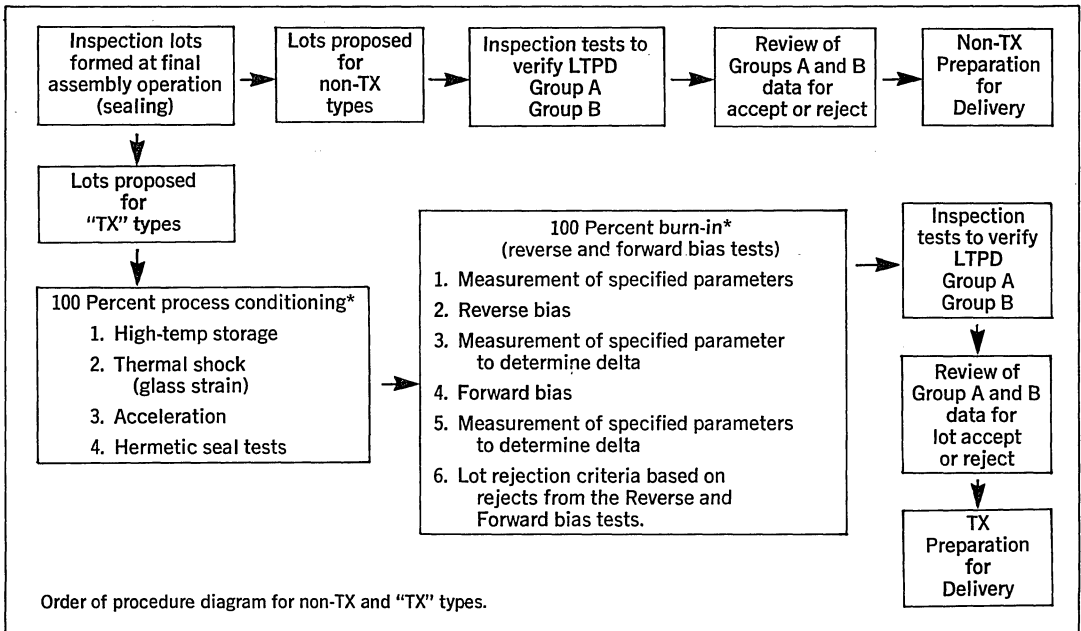 Inspection lots
formed at final
assembly operation
(sealing)
Lots proposed
for
non-TX
types
Inspection tests to
verify LTPD
Group A
Group B
Review of
Groups A and B
data for
accept or reject
Non-TX
Preparation
for
Delivery
Lots proposed
for
“TX” types
100 Percent process conditioning*
1. High-temp storage
2. Thermal shock
(glass strain)
3. Acceleration
4. Hermetic seal tests
100 Percent burn-in*
(reverse and forward bias tests)
1. Measurement of specified parameters
2. Reverse bias
3. Measurement of specified parameter
to determine delta
4. Forward bias
5. Measurement of specified parameters
to determine delta
6. Lot rejection criteria based on
rejects from the Reverse and
Forward bias tests.
Inspection
tests to verify
LTPD
Group A
Group B
Review of
Group A and B
data for
lot accept
or reject
TX
Preparation
for
Delivery
Order of procedure diagram for non-TX and “TX” types.